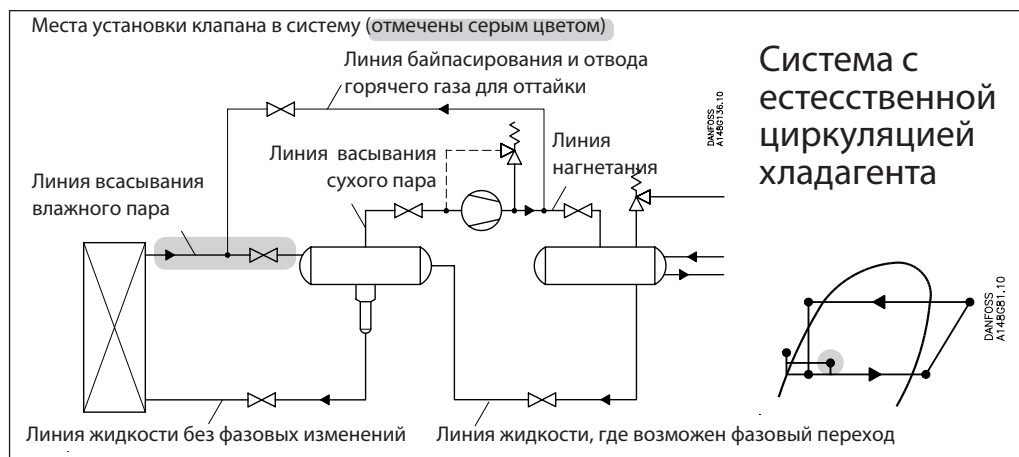 Места установки клапана в систему (отмечены серым цветом)
Линия байпасирования и отвода
горячего газа для оттайки
Система с
естесственной
циркуляцией
хладагента
DANFOSS
A148G136.10
Линия васывания
сухого пара
Линия
нагнетания
Линия всасывания
влажного пара
DANFOSS
A148G81.10
Линия жидкости без фазовых изменений
Линия жидкости, где возможен фазовый переход